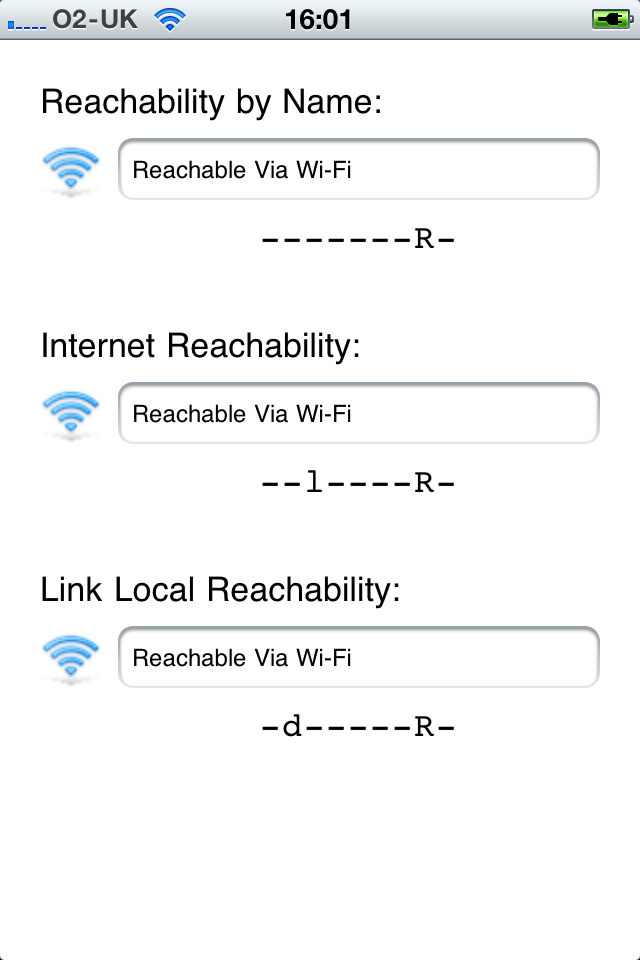 O2-UK 16:01
Reachability by Name:
Reachable Via Wi-Fi
-------R-
Internet Reachability:
Reachable Via Wi-Fi
--l----R-
Link Local Reachability:
Reachable Via Wi-Fi
-d-----R-